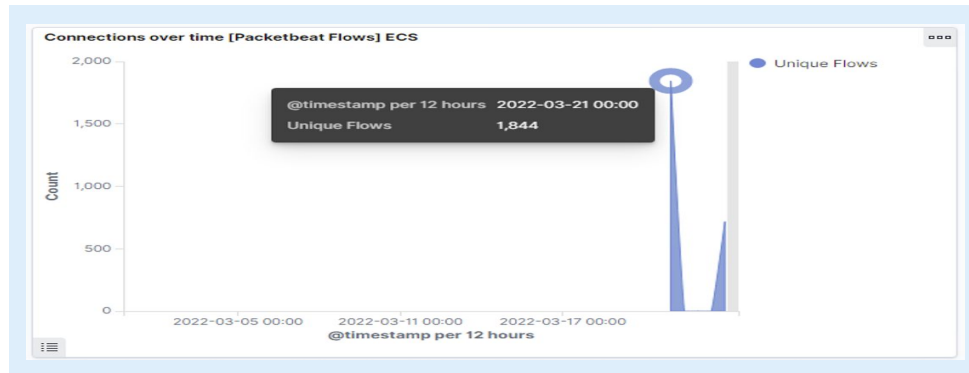 Connections over time [Packetbeat Flows] ECS
2,000
1,500
1,000
500
0
Count
@timestamp per 12 hours 2022-03-21 00:00
Unique Flows 1,844
Unique Flows
2022-03-05 00:00 2022-03-11 00:00 2022-03-17 00:00
@timestamp per 12 hours